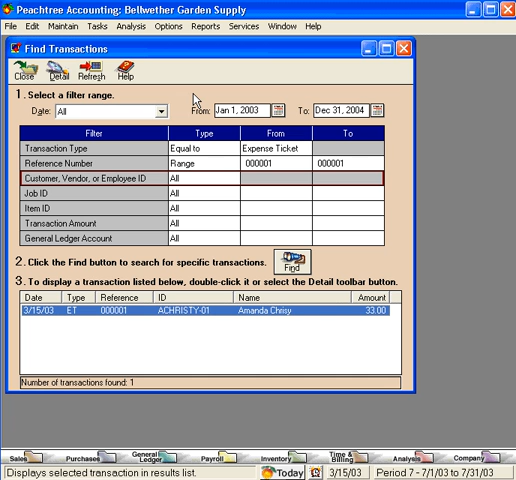 Peachtree Accounting: Bellwether Garden Supply
File Edit Maintain Tasks Analysis Options Reports Services Window Help
Find Transactions
Close Detail Refresh Help
1. Select a filter range.
Date: All From: Jan 1, 2003 To: Dec 31, 2004
Filter Type From To
Transaction Type Equal to Expense Ticket
Reference Number Range 000001 000001
Customer, Vendor, or Employee ID All
Job ID All
Item ID All
Transaction Amount All
General Ledger Account All
2. Click the Find button to search for specific transactions. Find
3. To display a transaction listed below, double-click it or select the Detail toolbar button.
Date Type Reference ID Name Amount
3/15/03 ET 000001 ACHRISTY-01 Amanda Chrisy 33.00
Number of transactions found: 1
Sales Purchases General Ledger Payroll Inventory Time & Billing Analysis Company
Displays selected transaction in results list. Today 3/15/03 Period 7 - 7/1/03 to 7/31/03